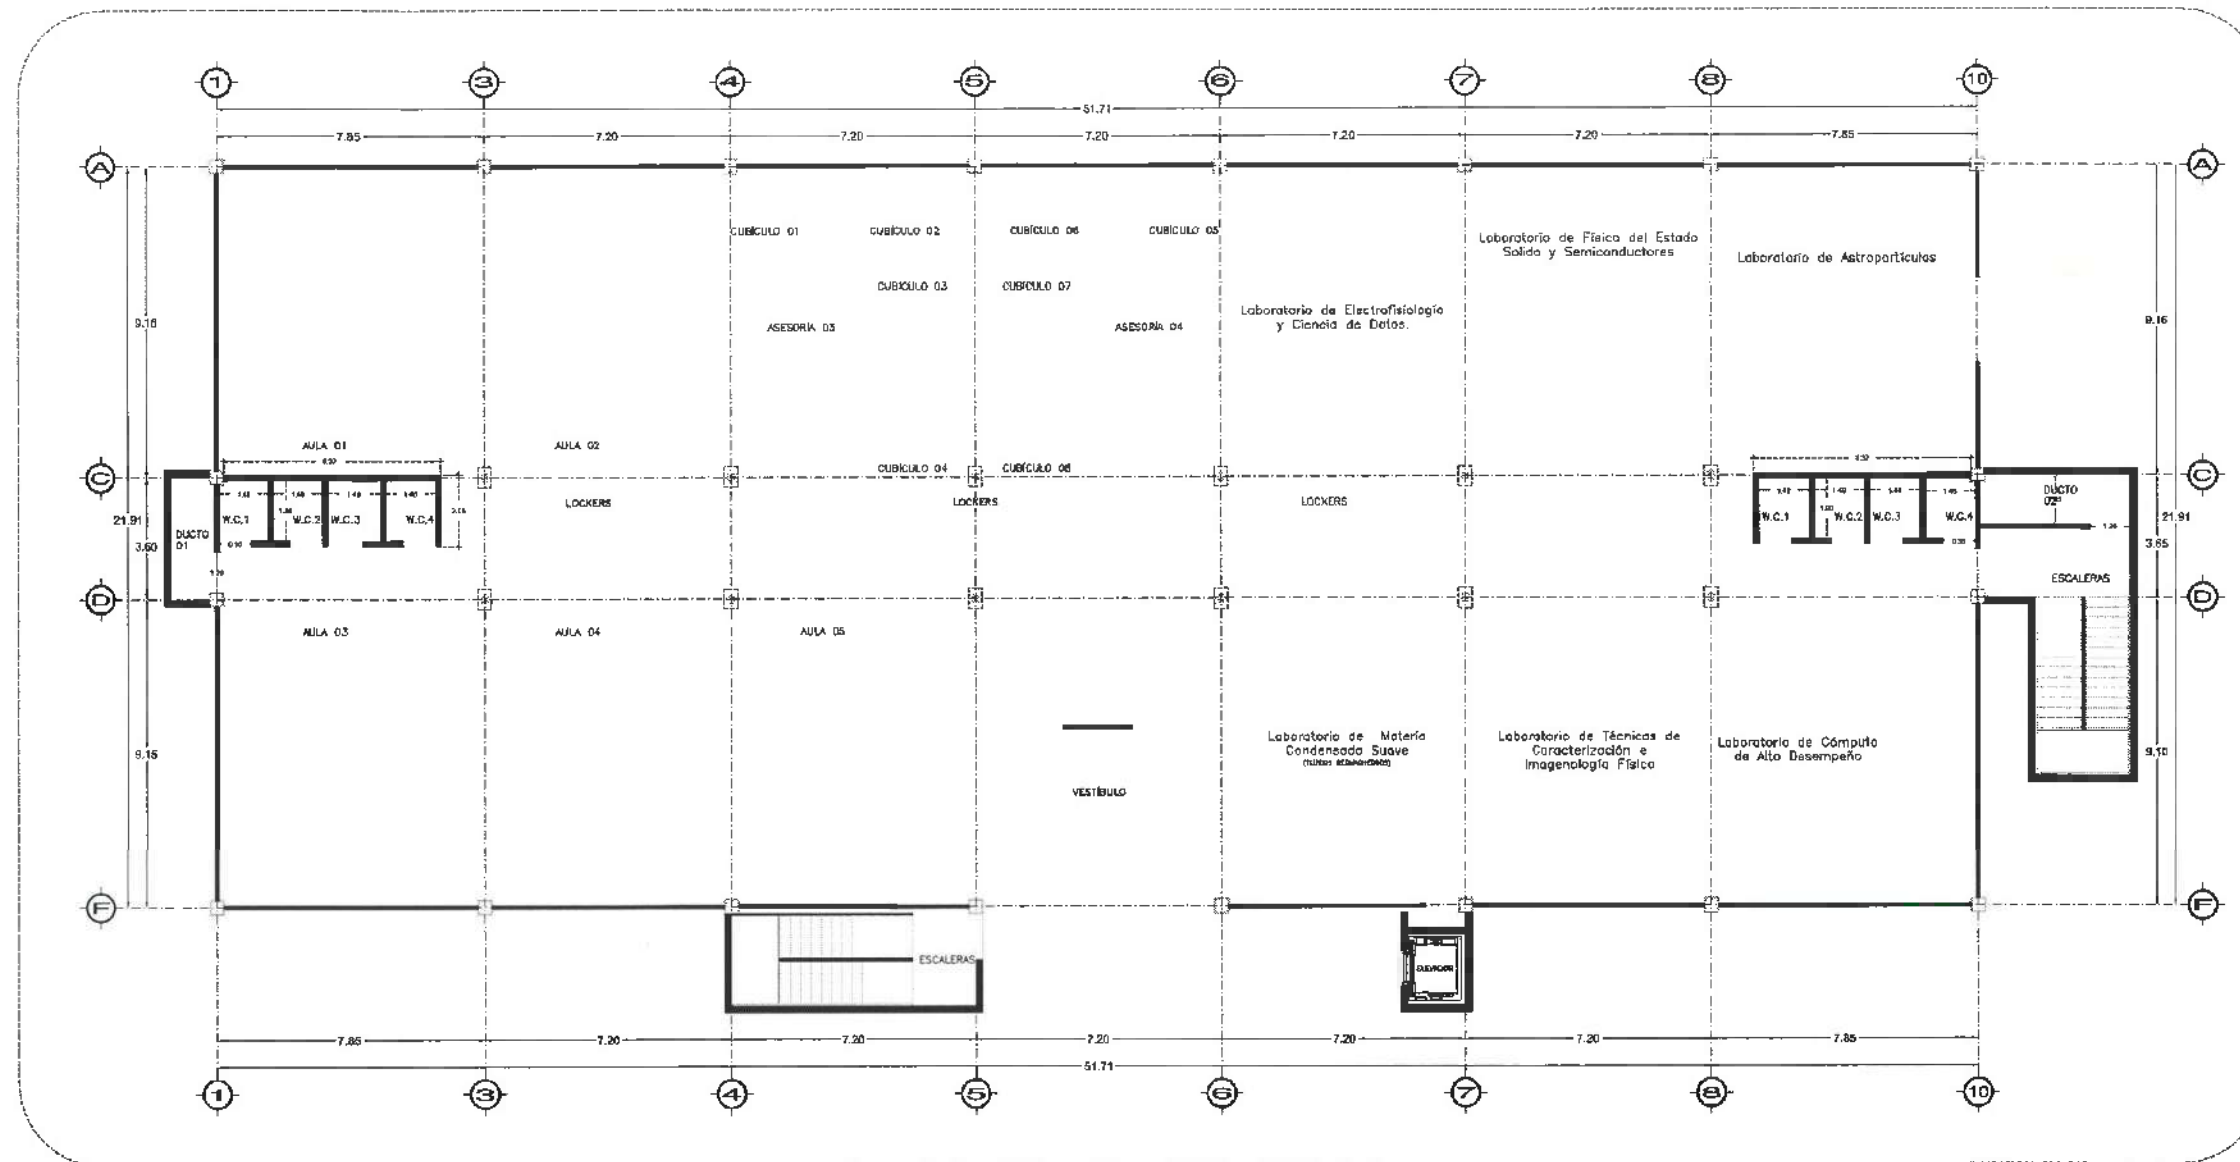 1 3 4 5 6 7 8 10
51.71
7.85 7.20 7.20 7.20 7.20 7.20 7.85
A A
CUBÍCULO 01 CUBÍCULO 02 CUBÍCULO 06 CUBÍCULO 05
Laboratorio de Física del Estado
Solido y Semiconductores
Laboratorio de Astropartículas
CUBÍCULO 03 CUBÍCULO 07
Laboratorio de Electrofisiología
y Ciencia de Datos.
9.16 9.16
ASESORÍA 03 ASESORÍA 04
AULA 01 AULA 02
CUBÍCULO 04 CUBÍCULO 08
C C
LOCKERS LOCKERS LOCKERS
DUCTO
02
21.91 21.91
W.C.1 W.C.2 W.C.3 W.C.4
W.C.1 W.C.2 W.C.3 W.C.4
DUCTO
01
3.60 3.65
ESCALERAS
D D
AULA 03 AULA 04 AULA 05
9.15 9.10
Laboratorio de Materia
Condensada Suave
Laboratorio de Técnicas de
Caracterización e
Imagenología Física
Laboratorio de Cómputo
de Alto Desempeño
VESTÍBULO
F F
ESCALERAS
ELEVADOR
7.85 7.20 7.20 7.20 7.20 7.20 7.85
51.71
1 3 4 5 6 7 8 10